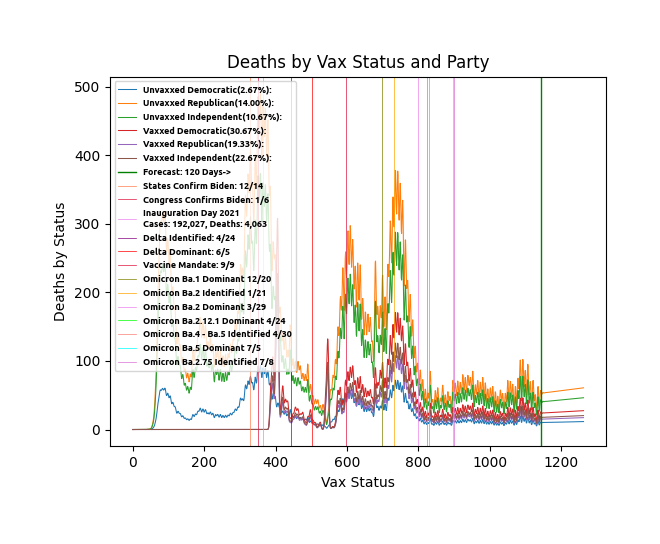 Deaths by Vax Status and Party
Deaths by Status
500
400
300
200
100
0
Unvaxxed Democratic(2.67%):
Unvaxxed Republican(14.00%):
Unvaxxed Independent(10.67%):
Vaxxed Democratic(30.67%):
Vaxxed Republican(19.33%):
Vaxxed Independent(22.67%):
Forecast: 120 Days->
States Confirm Biden: 12/14
Congress Confirms Biden: 1/6
Inauguration Day 2021
Cases: 192,027, Deaths: 4,063
Delta Identified: 4/24
Delta Dominant: 6/5
Vaccine Mandate: 9/9
Omicron Ba.1 Dominant 12/20
Omicron Ba.2 Identified 1/21
Omicron Ba.2 Dominant 3/29
Omicron Ba.2.12.1 Dominant 4/24
Omicron Ba.4 - Ba.5 Identified 4/30
Omicron Ba.5 Dominant 7/5
Omicron Ba.2.75 Identified 7/8
0 200 400 600 800 1000 1200
Vax Status